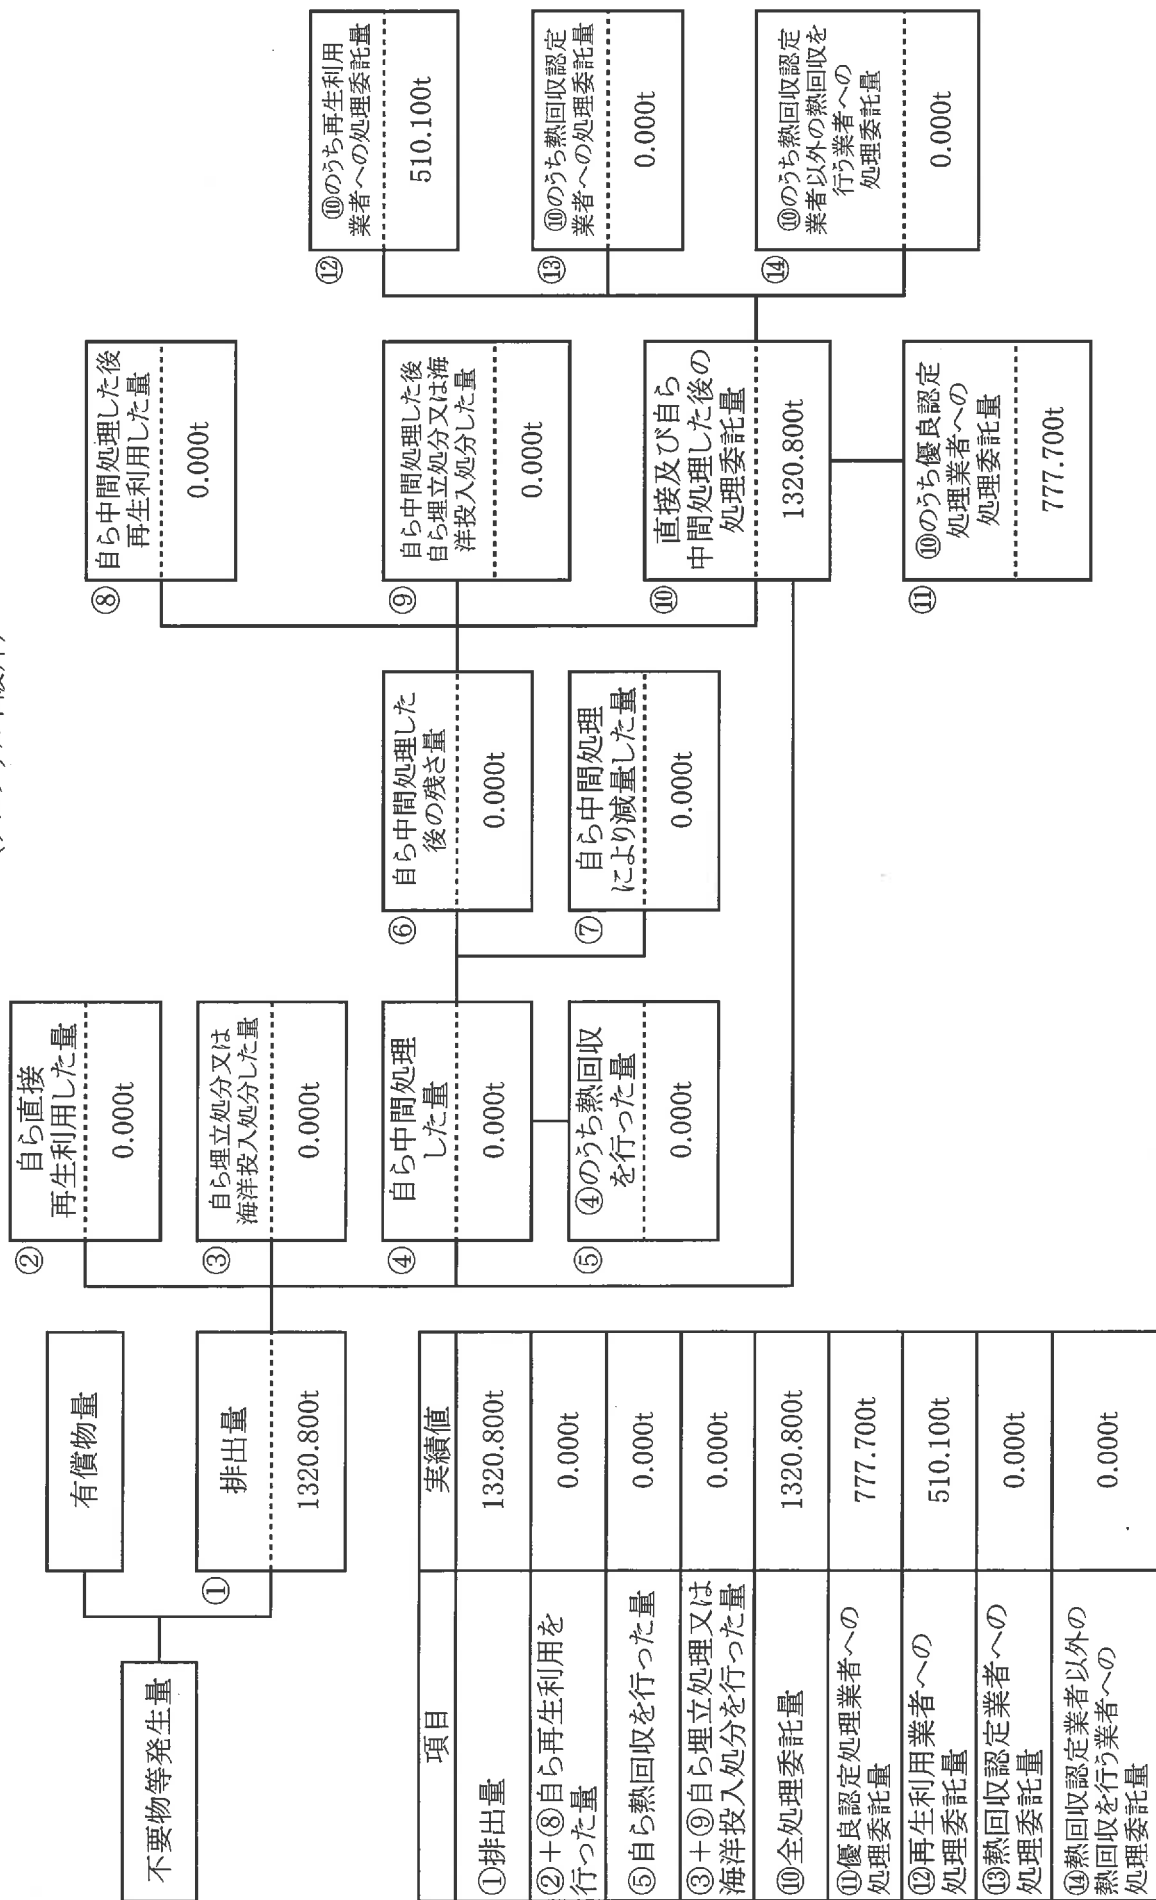 不要物等発生量
有償物量
①
排出量
1320.800t
②
自ら直接
再生利用した量
0.000t
③
自ら埋立処分又は
海洋投入処分した量
0.000t
④
自ら中間処理
した量
0.000t
⑤
④のうち熱回収
を行った量
0.000t
⑥
自ら中間処理した
後の残さ量
0.000t
⑦
自ら中間処理
により減量した量
0.000t
⑧
自ら中間処理した後
再生利用した量
0.000t
⑨
自ら中間処理した後
自ら埋立処分又は海
洋投入処分した量
0.000t
⑩
直接及び自ら
中間処理した後の
処理委託量
1320.800t
⑪
⑩のうち優良認定
処理業者への
処理委託量
777.700t
⑫
⑩のうち再生利用
業者への処理委託量
510.100t
⑬
⑩のうち熱回収認定
業者への処理委託量
0.000t
⑭
⑩のうち熱回収認定
業者以外の熱回収を
行う業者への
処理委託量
0.000t
項目 実績値
①排出量 1320.800t
②+⑧自ら再生利用を
行った量 0.000t
⑤自ら熱回収を行った量 0.000t
③+⑨自ら埋立処理又は
海洋投入処分を行った量 0.000t
⑩全処理委託量 1320.800t
⑪優良認定処理業者への
処理委託量 777.700t
⑫再生利用業者への
処理委託量 510.100t
⑬熱回収認定業者への
処理委託量 0.000t
⑭熱回収認定業者以外の
熱回収を行う業者への
処理委託量 0.000t